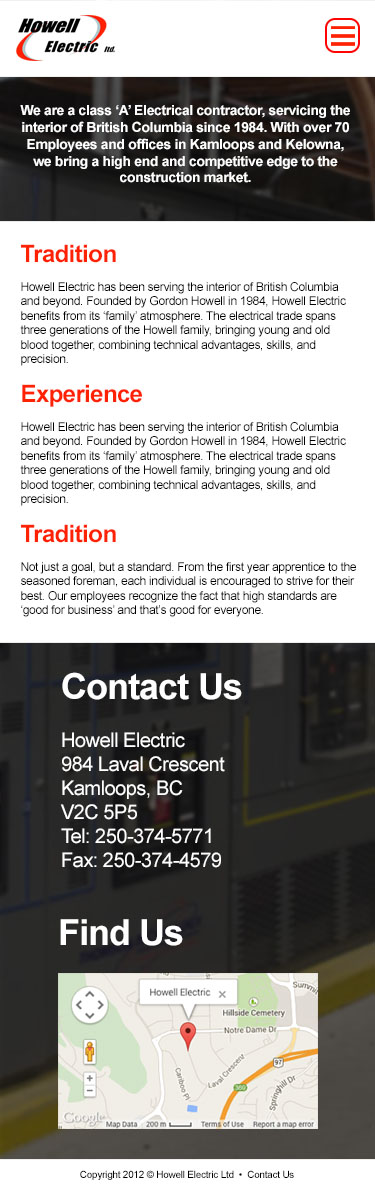 Howell
Electric ltd.
We are a class ‘A’ Electrical contractor, servicing the
interior of British Columbia since 1984. With over 70
Employees and offices in Kamloops and Kelowna,
we bring a high end and competitive edge to the
construction market.
Tradition
Howell Electric has been serving the interior of British Columbia
and beyond. Founded by Gordon Howell in 1984, Howell Electric
benefits from its ‘family’ atmosphere. The electrical trade spans
three generations of the Howell family, bringing young and old
blood together, combining technical advantages, skills, and
precision.
Experience
Howell Electric has been serving the interior of British Columbia
and beyond. Founded by Gordon Howell in 1984, Howell Electric
benefits from its ‘family’ atmosphere. The electrical trade spans
three generations of the Howell family, bringing young and old
blood together, combining technical advantages, skills, and
precision.
Tradition
Not just a goal, but a standard. From the first year apprentice to the
seasoned foreman, each individual is encouraged to strive for their
best. Our employees recognize the fact that high standards are
‘good for business’ and that’s good for everyone.
Contact Us
Howell Electric
984 Laval Crescent
Kamloops, BC
V2C 5P5
Tel: 250-374-5771
Fax: 250-374-4579
Find Us
Summit
Howell Electric
Hillside Cemetery
Notre Dame Dr
Laval Crescent
97
Caribou Pl
Springhill Dr
Google
Map Data 200 m Terms of Use Report a map error
Copyright 2012 © Howell Electric Ltd • Contact Us